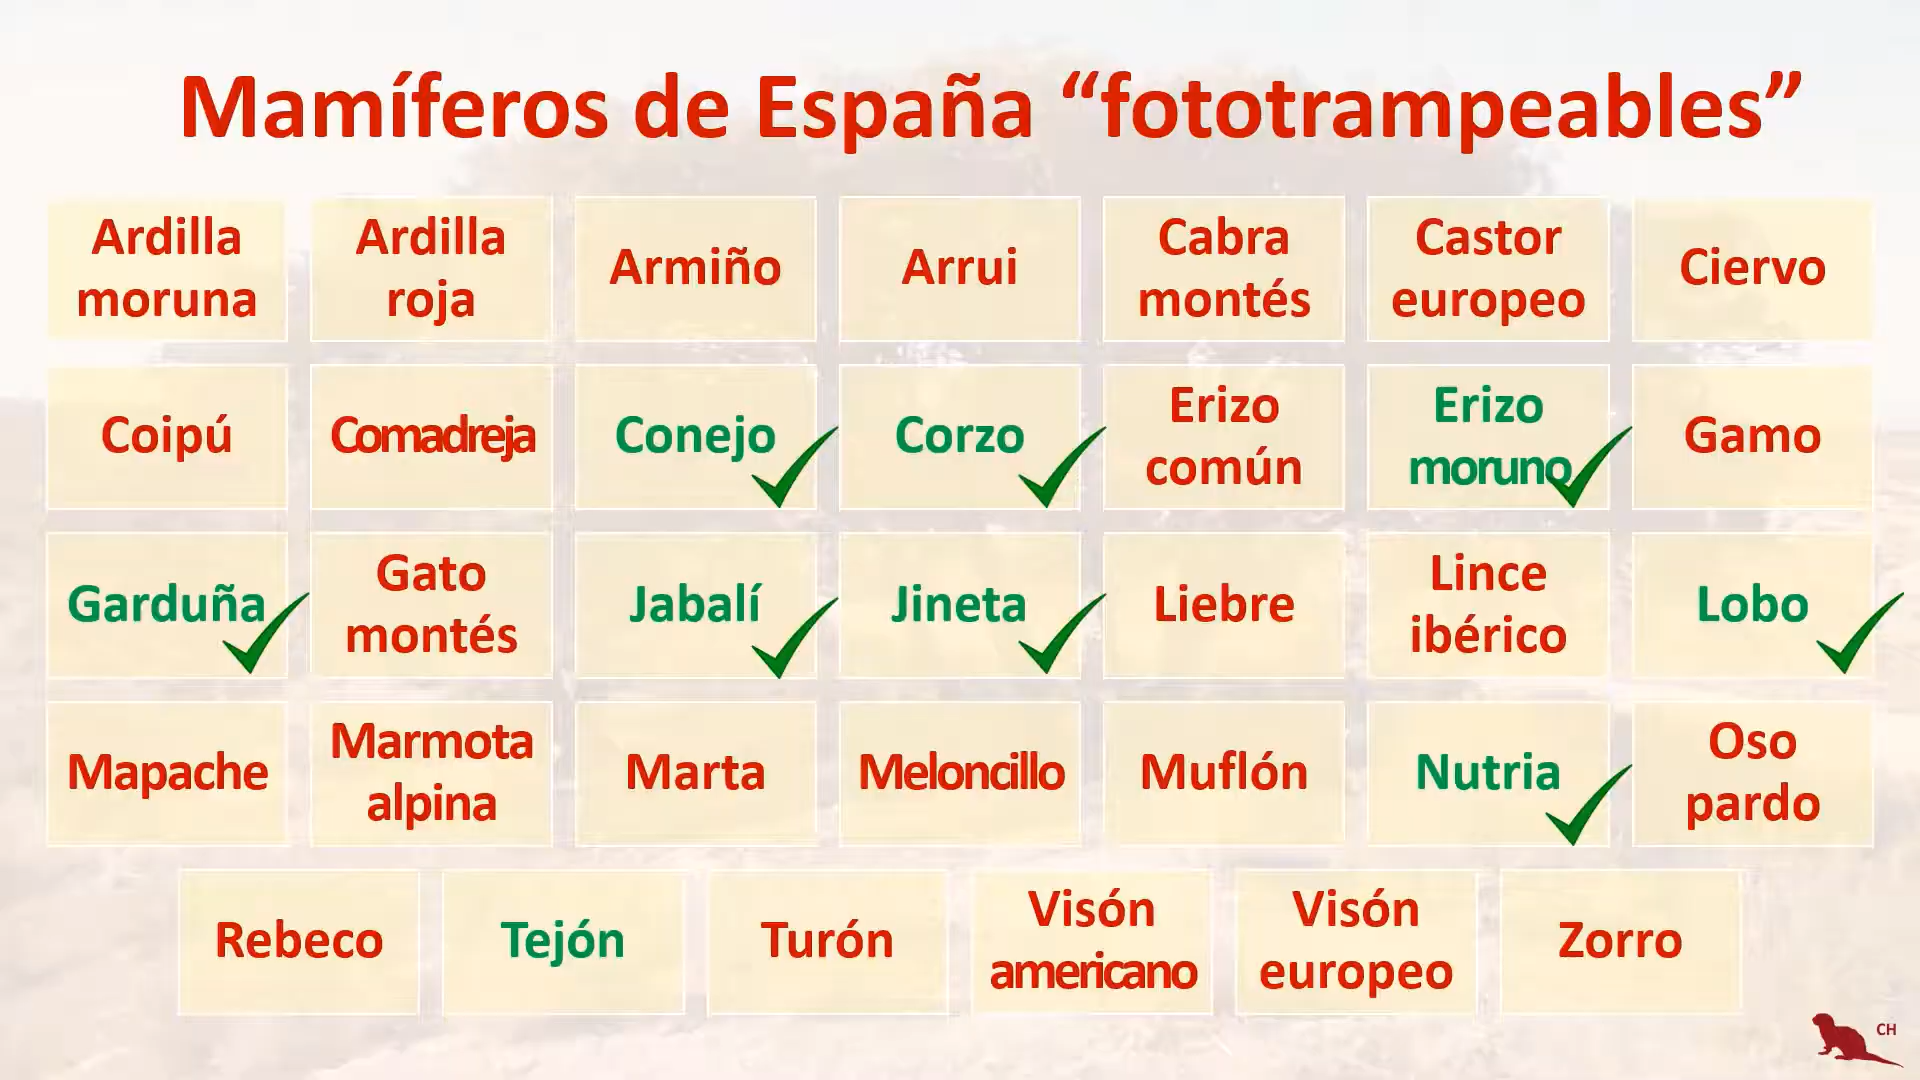 Mamíferos de España “fototrampeables”
Ardilla
moruna
Ardilla
roja
Armiño
Arrui
Cabra
montés
Castor
europeo
Ciervo
Coipú
Comadreja
Conejo
Corzo
Erizo
común
Erizo
moruno
Gamo
Garduña
Gato
montés
Jabalí
Jineta
Liebre
Lince
ibérico
Lobo
Mapache
Marmota
alpina
Marta
Meloncillo
Muflón
Nutria
Oso
pardo
Rebeco
Tejón
Turón
Visón
americano
Visón
europeo
Zorro
CH